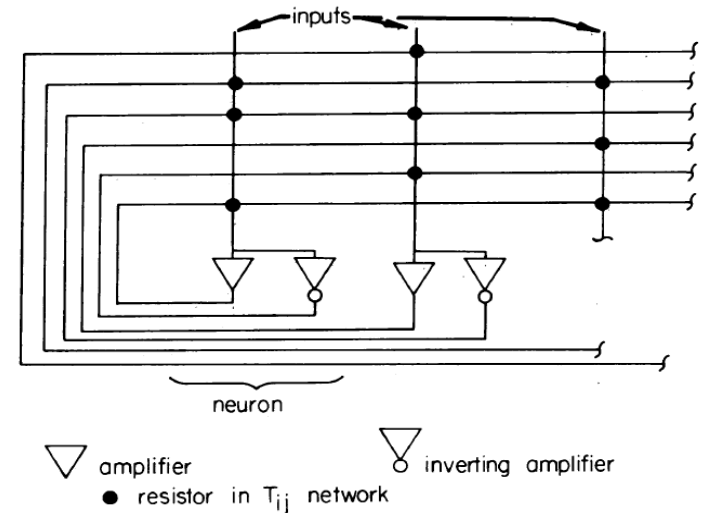 inputs
neuron
amplifier
inverting amplifier
resistor in Tij network